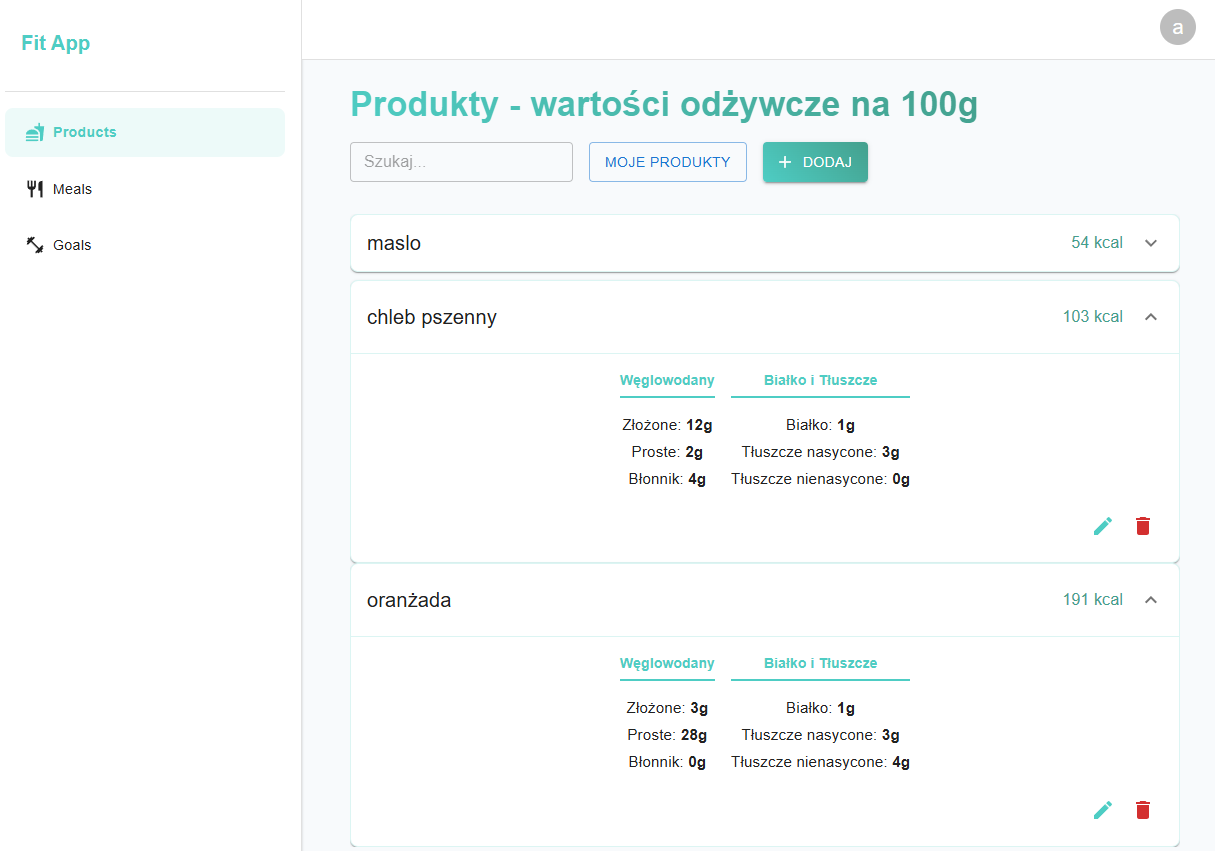 Fit App
a
Products
Meals
Goals
Produkty - wartości odżywcze na 100g
Szukaj...
MOJE PRODUKTY
+ DODAJ
maslo
54 kcal
chleb pszenny
103 kcal
Węglowodany
Złożone: 12g
Proste: 2g
Błonnik: 4g
Białko i Tłuszcze
Białko: 1g
Tłuszcze nasycone: 3g
Tłuszcze nienasycone: 0g
oranżada
191 kcal
Węglowodany
Złożone: 3g
Proste: 28g
Błonnik: 0g
Białko i Tłuszcze
Białko: 1g
Tłuszcze nasycone: 3g
Tłuszcze nienasycone: 4g